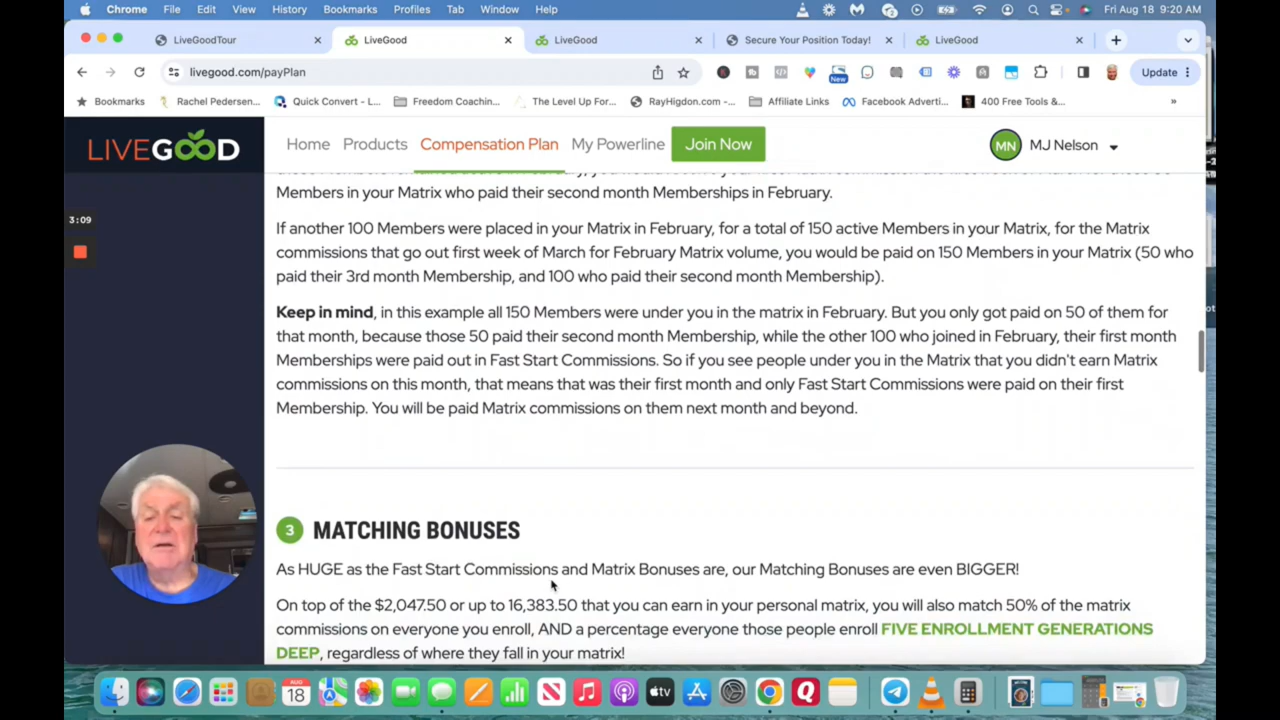 Chrome File Edit View History Bookmarks Profiles Tab Window Help Fri Aug 18 9:20 AM
LiveGoodTour LiveGood LiveGood Secure Your Position Today! LiveGood
livegood.com/payPlan New Update
Bookmarks Rachel Pedersen... Quick Convert - L... Freedom Coachin... The Level Up For... RayHigdon.com -... Affiliate Links Facebook Adverti... 400 Free Tools &... »
LIVEGOOD Home Products Compensation Plan My Powerline Join Now MN MJ Nelson
Members in your Matrix who paid their second month Memberships in February.
3:09
If another 100 Members were placed in your Matrix in February, for a total of 150 active Members in your Matrix, for the Matrix
commissions that go out first week of March for February Matrix volume, you would be paid on 150 Members in your Matrix (50 who
paid their 3rd month Membership, and 100 who paid their second month Membership).
Keep in mind, in this example all 150 Members were under you in the matrix in February. But you only got paid on 50 of them for
that month, because those 50 paid their second month Membership, while the other 100 who joined in February, their first month
Memberships were paid out in Fast Start Commissions. So if you see people under you in the Matrix that you didn't earn Matrix
commissions on this month, that means that was their first month and only Fast Start Commissions were paid on their first
Membership. You will be paid Matrix commissions on them next month and beyond.
3 MATCHING BONUSES
As HUGE as the Fast Start Commissions and Matrix Bonuses are, our Matching Bonuses are even BIGGER!
On top of the $2,047.50 or up to 16,383.50 that you can earn in your personal matrix, you will also match 50% of the matrix
commissions on everyone you enroll, AND a percentage everyone those people enroll FIVE ENROLLMENT GENERATIONS
DEEP, regardless of where they fall in your matrix!
AUG
18
tv